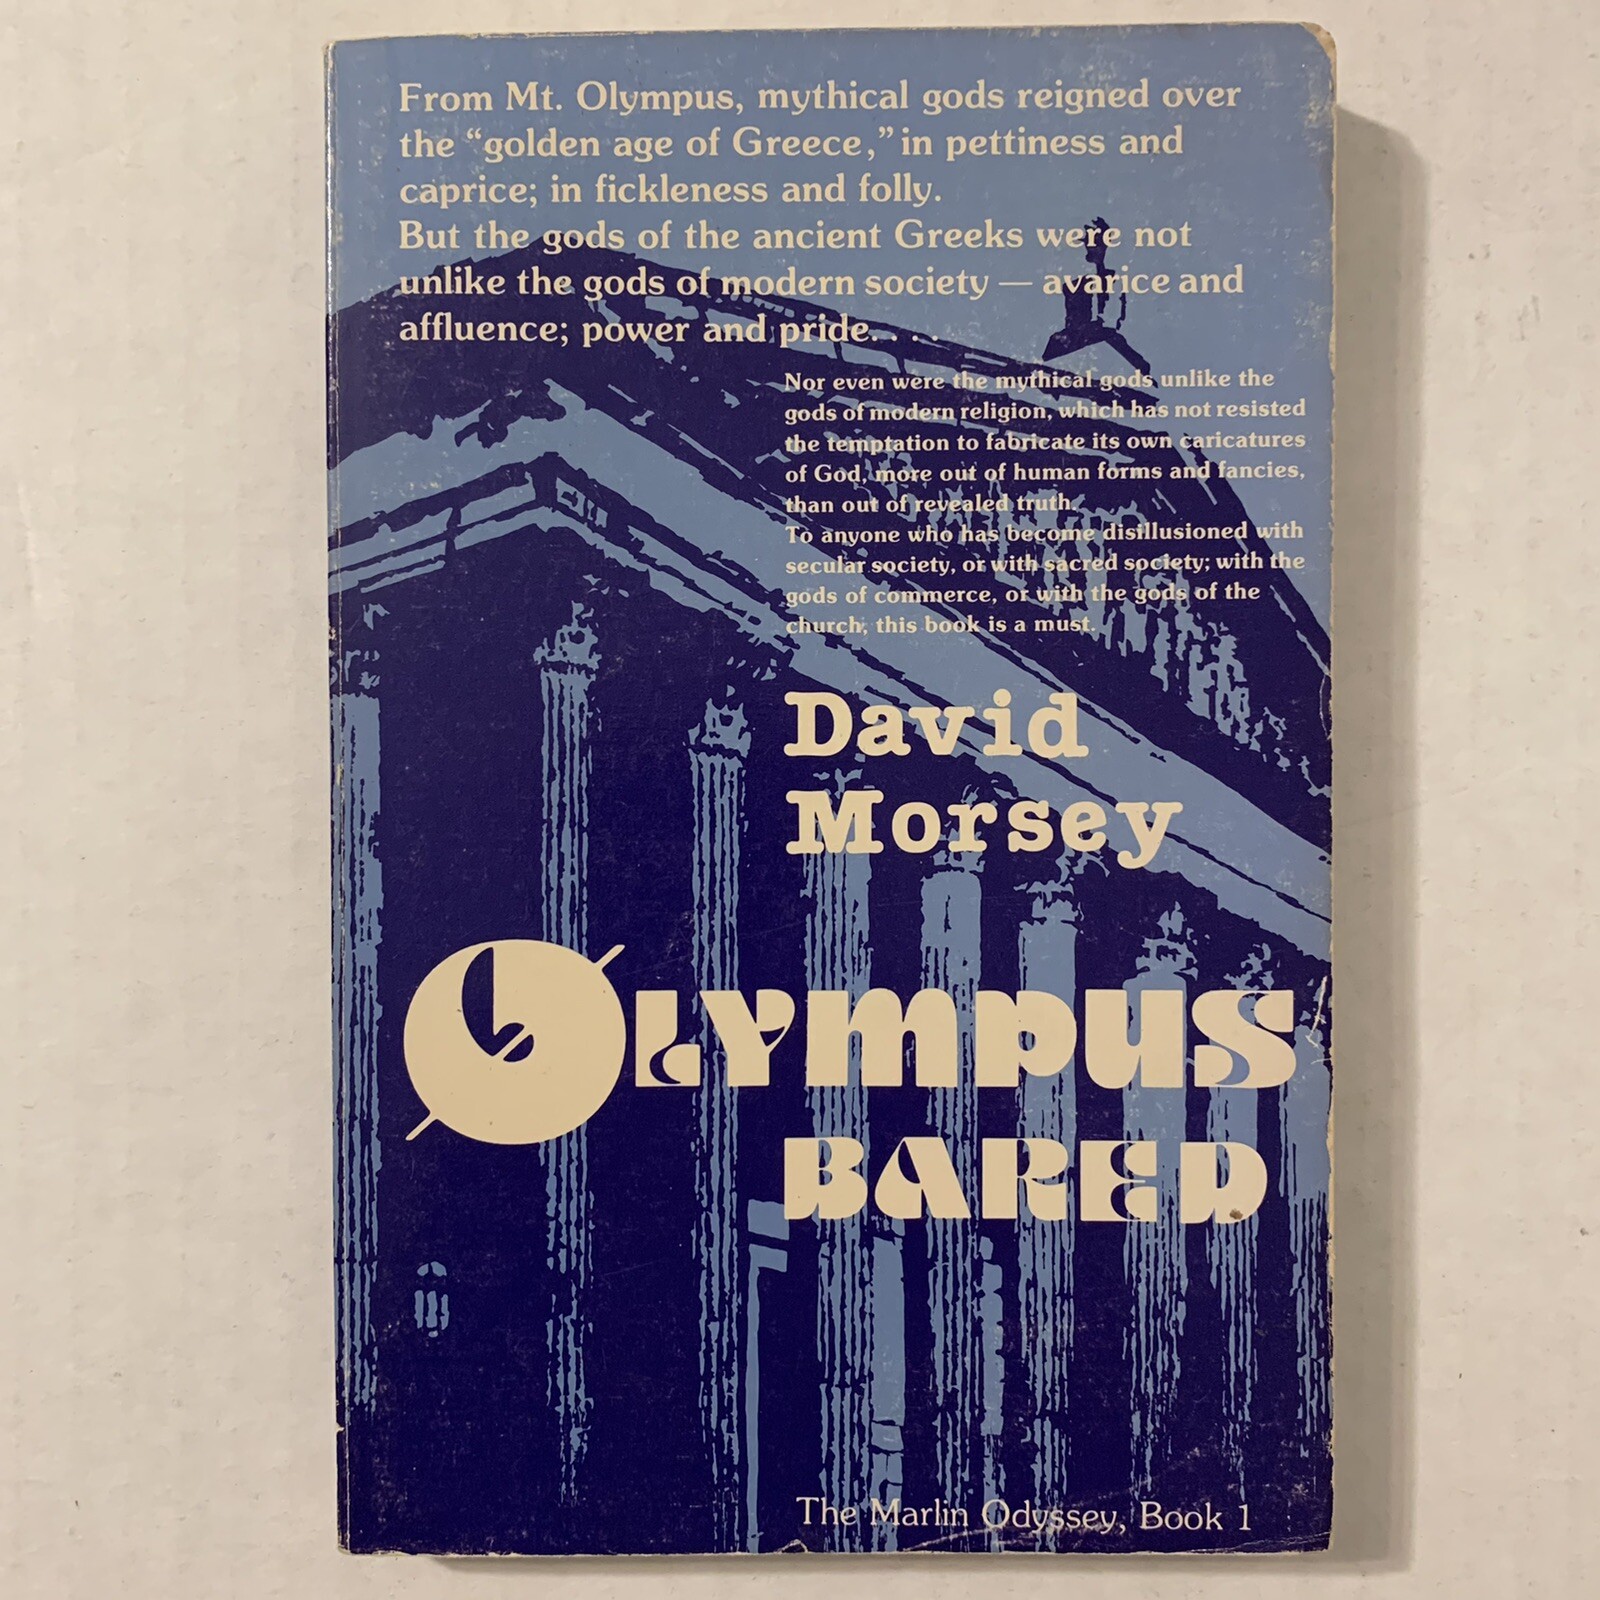 From Mt. Olympus, mythical gods reigned over
the “golden age of Greece,” in pettiness and
caprice; in fickleness and folly.
But the gods of the ancient Greeks were not
unlike the gods of modern society — avarice and
affluence; power and pride. . . .
Nor even were the mythical gods unlike the
gods of modern religion, which has not resisted
the temptation to fabricate its own caricatures
of God, more out of human forms and fancies,
than out of revealed truth.
To anyone who has become disillusioned with
secular society, or with sacred society; with the
gods of commerce, or with the gods of the
church, this book is a must.
David
Morsey
OLYMPUS
BARED
The Marlin Odyssey, Book 1